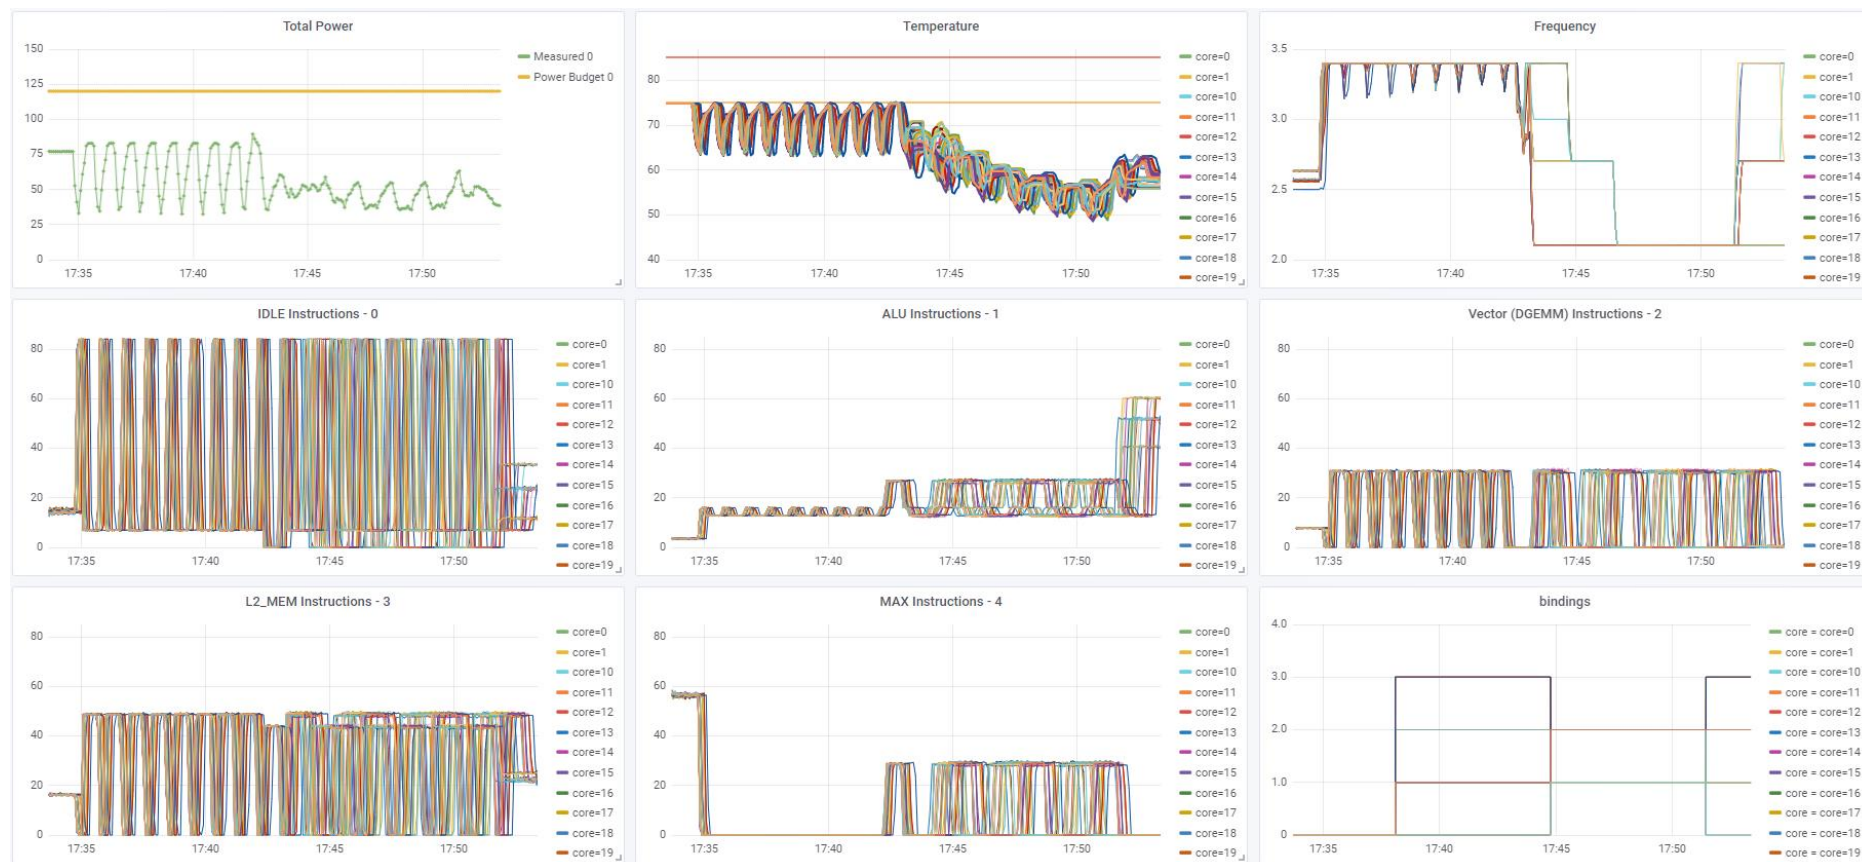 Total Power
150
125
100
75
50
25
0
17:35 17:40 17:45 17:50
Measured 0
Power Budget 0
Temperature
80
70
60
50
40
17:35 17:40 17:45 17:50
core=0
core=1
core=10
core=11
core=12
core=13
core=14
core=15
core=16
core=17
core=18
core=19
Frequency
3.5
3.0
2.5
2.0
17:35 17:40 17:45 17:50
core=0
core=1
core=10
core=11
core=12
core=13
core=14
core=15
core=16
core=17
core=18
core=19
IDLE Instructions - 0
80
60
40
20
0
17:35 17:40 17:45 17:50
core=0
core=1
core=10
core=11
core=12
core=13
core=14
core=15
core=16
core=17
core=18
core=19
ALU Instructions - 1
80
60
40
20
0
17:35 17:40 17:45 17:50
core=0
core=1
core=10
core=11
core=12
core=13
core=14
core=15
core=16
core=17
core=18
core=19
Vector (DGEMM) Instructions - 2
80
60
40
20
0
17:35 17:40 17:45 17:50
core=0
core=1
core=10
core=11
core=12
core=13
core=14
core=15
core=16
core=17
core=18
core=19
L2_MEM Instructions - 3
80
60
40
20
0
17:35 17:40 17:45 17:50
core=0
core=1
core=10
core=11
core=12
core=13
core=14
core=15
core=16
core=17
core=18
core=19
MAX Instructions - 4
80
60
40
20
0
17:35 17:40 17:45 17:50
core=0
core=1
core=10
core=11
core=12
core=13
core=14
core=15
core=16
core=17
core=18
core=19
bindings
4.0
3.0
2.0
1.0
0
17:35 17:40 17:45 17:50
core = core=0
core = core=1
core = core=10
core = core=11
core = core=12
core = core=13
core = core=14
core = core=15
core = core=16
core = core=17
core = core=18
core = core=19